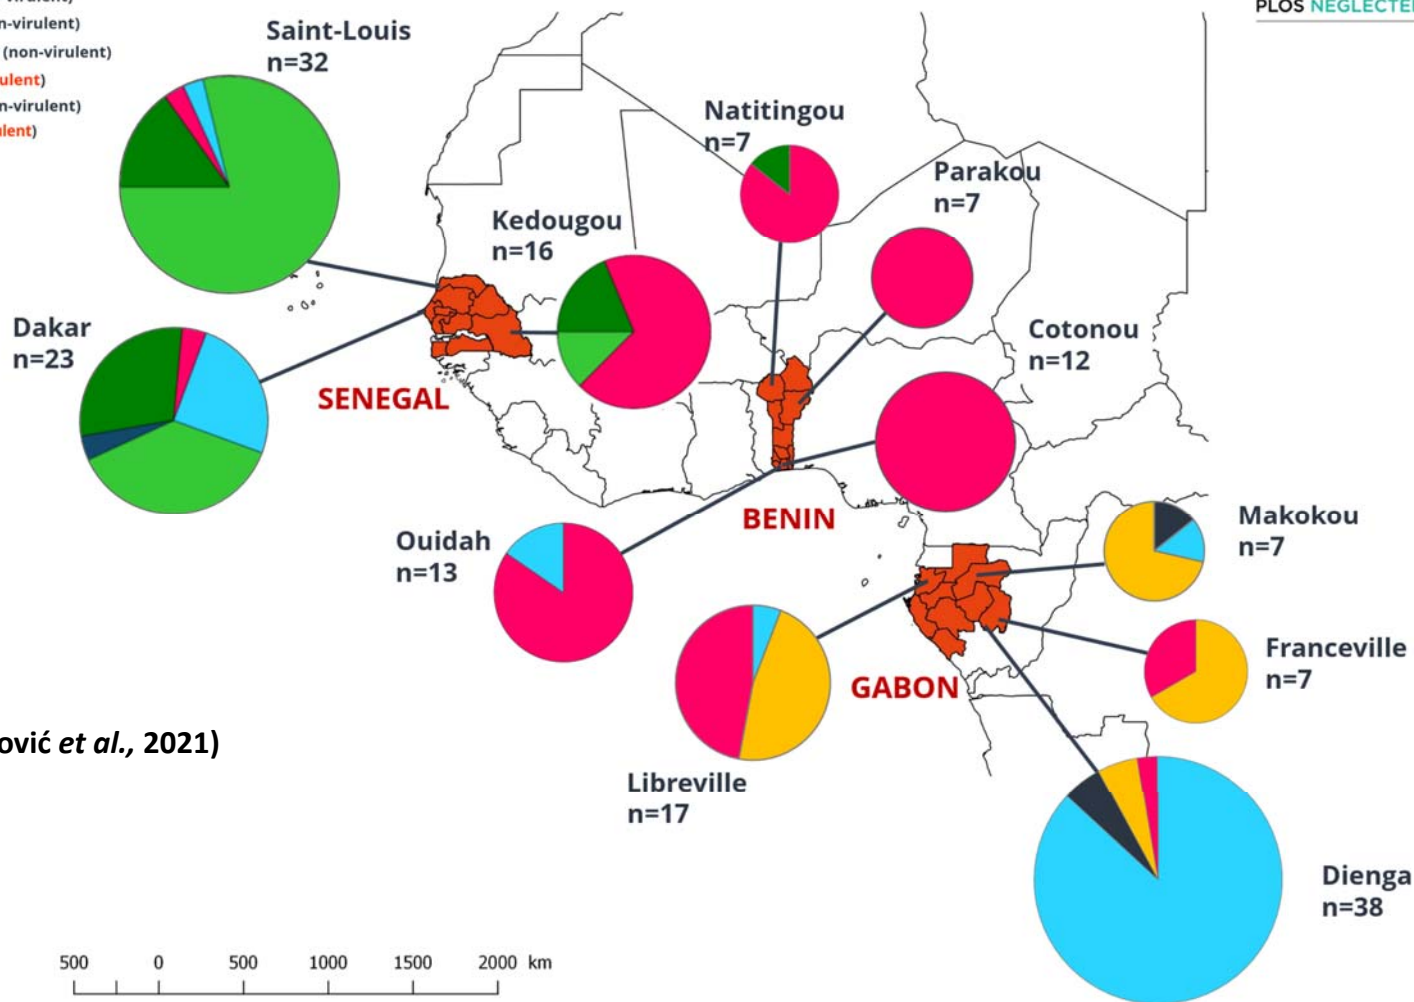 PLOS NEGLECTE
n-virulent)
(non-virulent)
ulent)
n-virulent)
lent)
Saint-Louis
n=32
Natitingou
n=7
Parakou
n=7
Kedougou
n=16
Dakar
n=23
Cotonou
n=12
SENEGAL
BENIN
Ouidah
n=13
Makokou
n=7
Franceville
n=7
GABON
ović et al., 2021)
Libreville
n=17
Dienga
n=38
500 0 500 1000 1500 2000 km